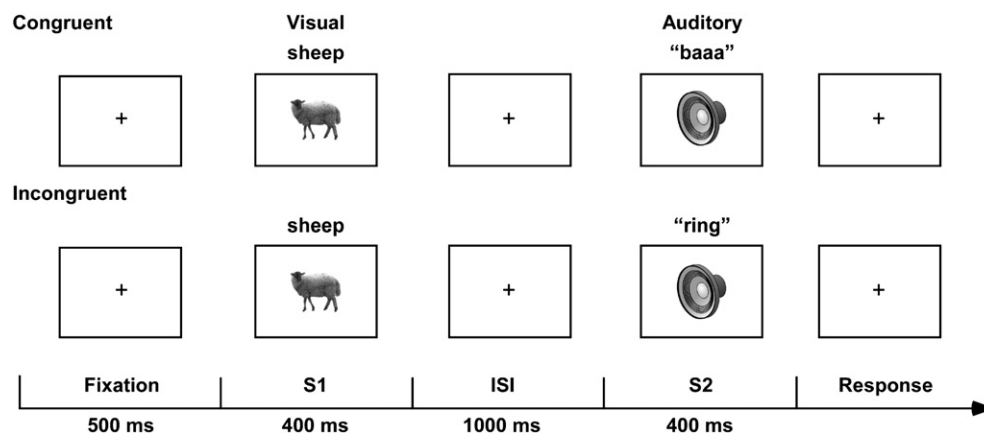 Congruent Visual Auditory
sheep “baaa”
+ + +
Incongruent
sheep “ring”
+ + +
Fixation S1 ISI S2 Response
500 ms 400 ms 1000 ms 400 ms